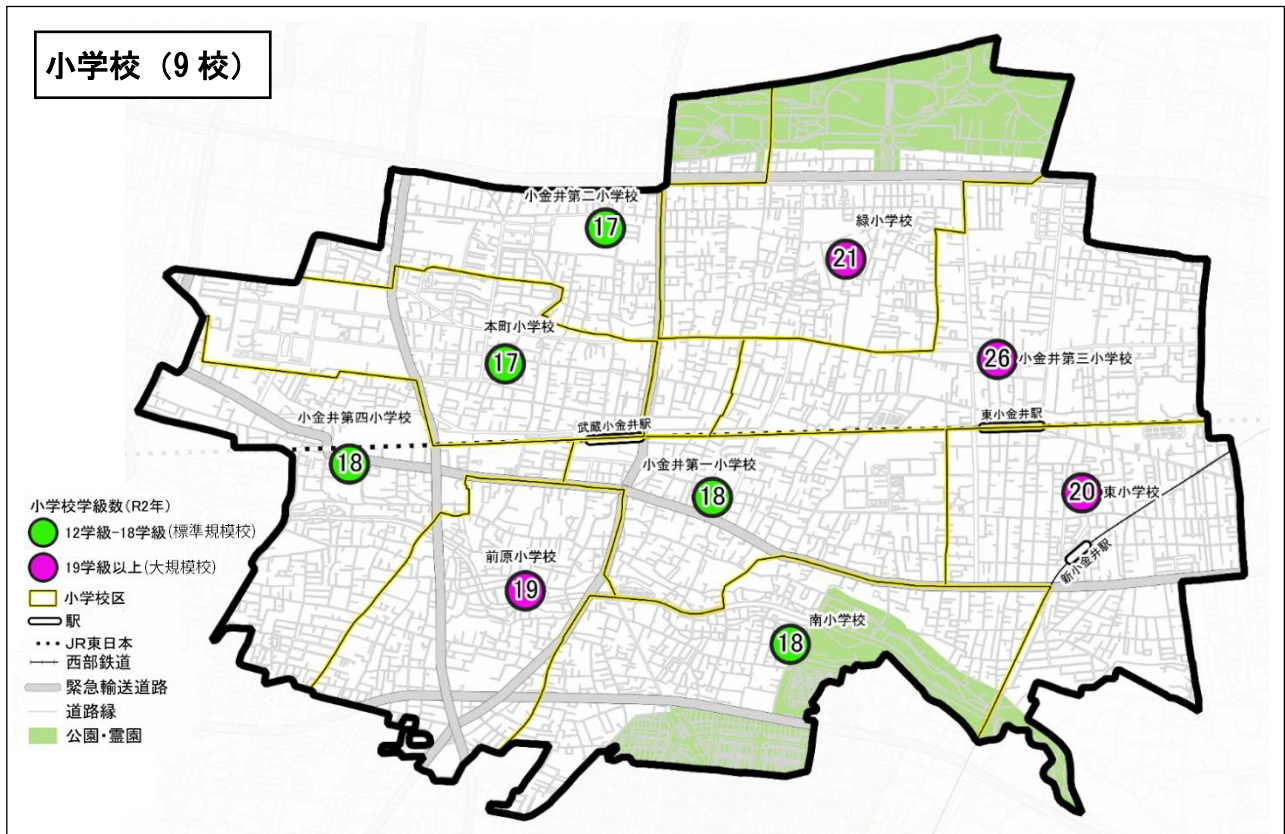 小学校（9校）
小金井第二小学校
17
緑小学校
21
本町小学校
17
26
小金井第三小学校
小金井第四小学校
18
武蔵小金井駅
東小金井駅
小金井第一小学校
18
20
東小学校
新小金井駅
前原小学校
19
南小学校
18
小学校学級数(R2年)
12学級-18学級(標準規模校)
19学級以上(大規模校)
小学校区
駅
JR東日本
西部鉄道
緊急輸送道路
道路縁
公園・霊園